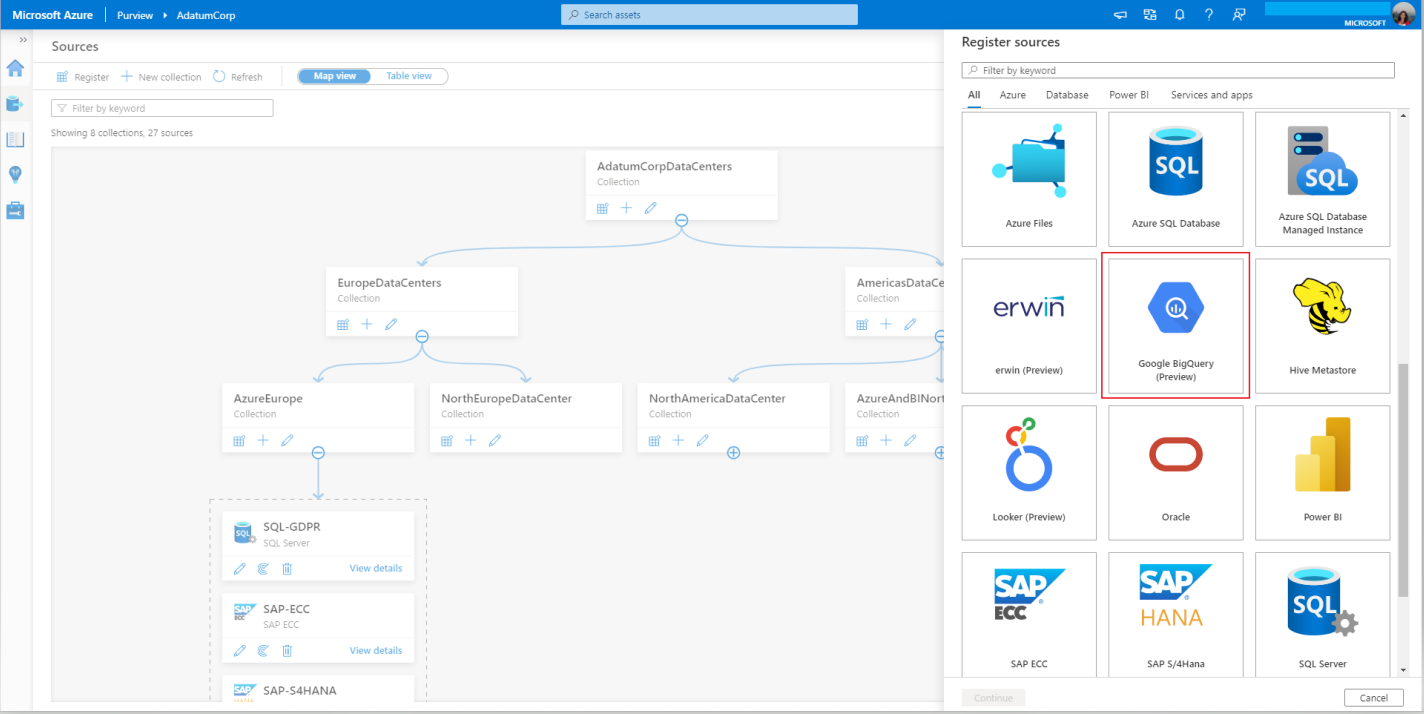 Microsoft Azure
Purview
AdatumCorp
Search assets
MICROSOFT
Sources
Register
New collection
Refresh
Map view
Table view
Filter by keyword
Showing 8 collections, 27 sources
AdatumCorpDataCenters
Collection
EuropeDataCenters
Collection
AmericasDataCe
Collection
AzureEurope
Collection
NorthEuropeDataCenter
Collection
NorthAmericaDataCenter
Collection
AzureAndBINort
Collection
SQL
SQL-GDPR
SQL Server
View details
SAP
ECC
SAP-ECC
SAP ECC
View details
SAP
SAP-S4HANA
Register sources
Filter by keyword
All
Azure
Database
Power BI
Services and apps
Azure Files
SQL
Azure SQL Database
SQL
Azure SQL Database
Managed Instance
erwin
erwin (Preview)
Google BigQuery
(Preview)
Hive Metastore
Looker (Preview)
Oracle
Power BI
SAP
ECC
SAP ECC
SAP
HANA
SAP S/4Hana
SQL
SQL Server
Continue
Cancel